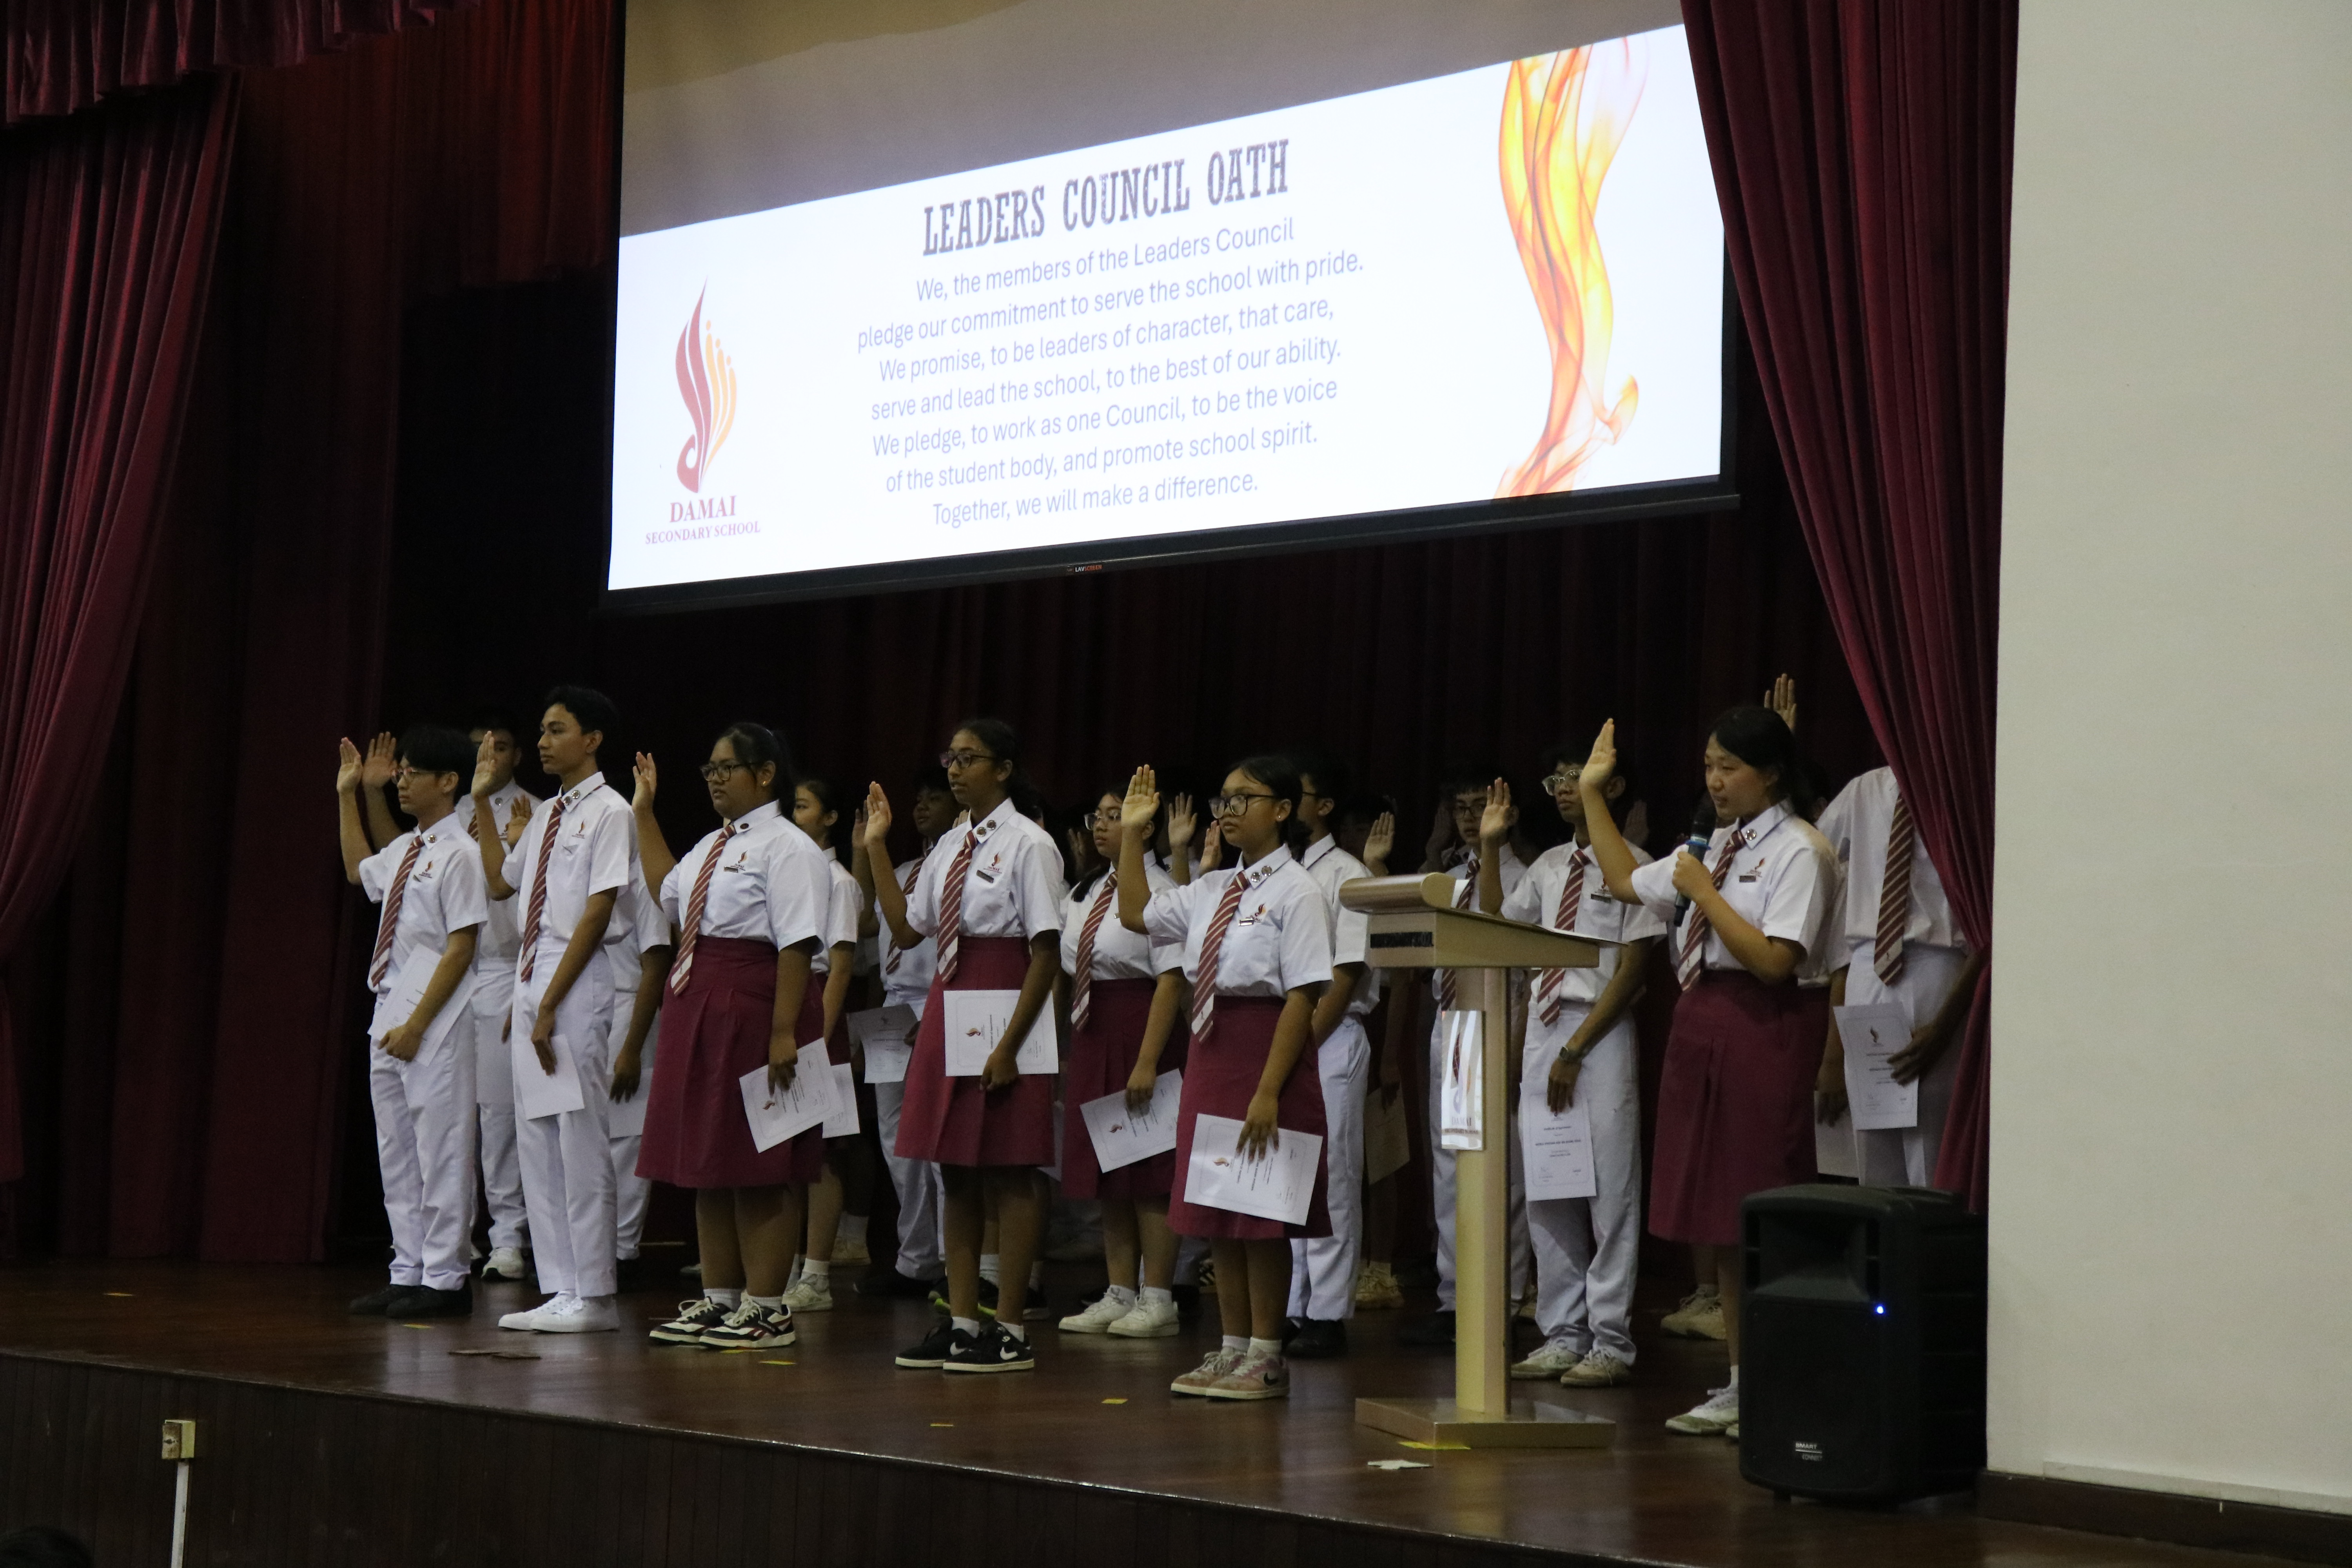 LEADERS COUNCIL OATH
We, the members of the Leaders Council
pledge our commitment to serve the school with pride.
We promise, to be leaders of character, that care,
serve and lead the school, to the best of our ability.
We pledge, to work as one Council, to be the voice
of the student body, and promote school spirit.
Together, we will make a difference.
DAMAI
SECONDARY SCHOOL
DAMAI
SMART